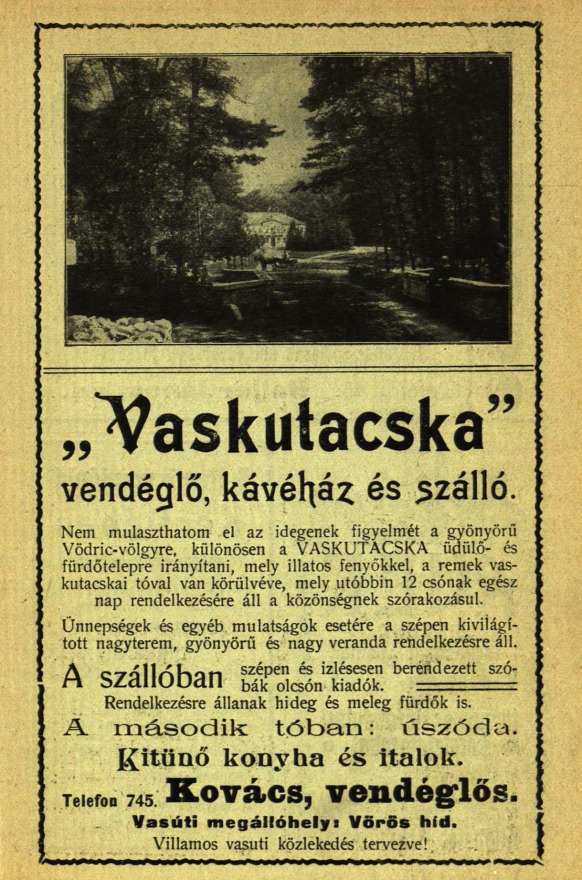 „Vaskutacska”
vendéglő, kávéház és szálló.
Nem mulaszthatom el az idegenek figyelmét a gyönyörű
Vödric-völgyre, különösen a VASKUTACSKA üdülő- és
fürdőtelepre irányítani, mely illatos fenyőkkel, a remek vas-
kutacskai tóval van körülvéve, mely utóbbin 12 csónak egész
nap rendelkezésére áll a közönségnek szórakozásul.
Ünnepségek és egyéb mulatságok esetére a szépen kivilágí-
tott nagyterem, gyönyörű és nagy veranda rendelkezésre áll.
A szállóban szépen és izlésesen berendezett szó-
bák olcsón kiadók.
Rendelkezésre állanak hideg és meleg fürdők is.
A második tóban: úszóda.
Kitünő konyha és italok.
Telefon 745. Kovács, vendéglős.
Vasúti megállóhely: Vörös híd.
Villamos vasuti közlekedés tervezve!